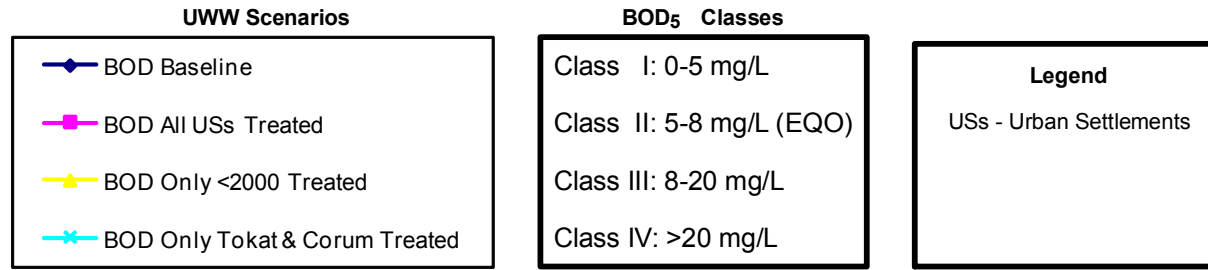 UWW Scenarios
BOD Baseline
BOD All USs Treated
BOD Only <2000 Treated
BOD Only Tokat & Corum Treated
BOD5 Classes
Class I: 0-5 mg/L
Class II: 5-8 mg/L (EQO)
Class III: 8-20 mg/L
Class IV: >20 mg/L
Legend
USs - Urban Settlements